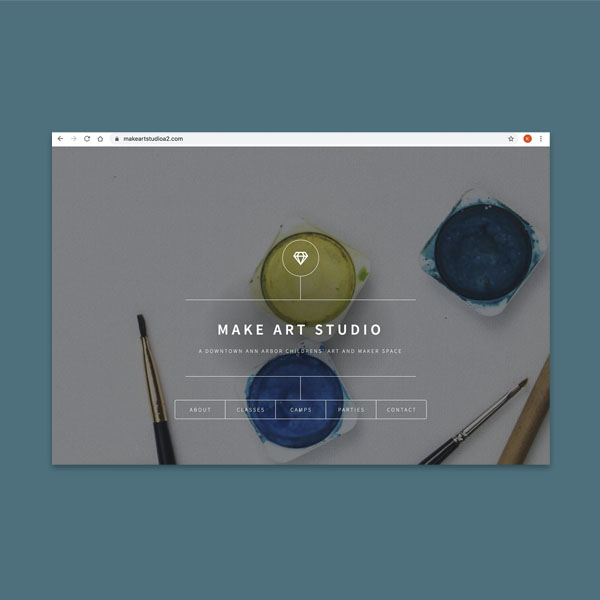 makeartstudioa2.com
MAKE ART STUDIO
A DOWNTOWN ANN ARBOR CHILDRENS' ART AND MAKER SPACE
ABOUT CLASSES CAMPS PARTIES CONTACT